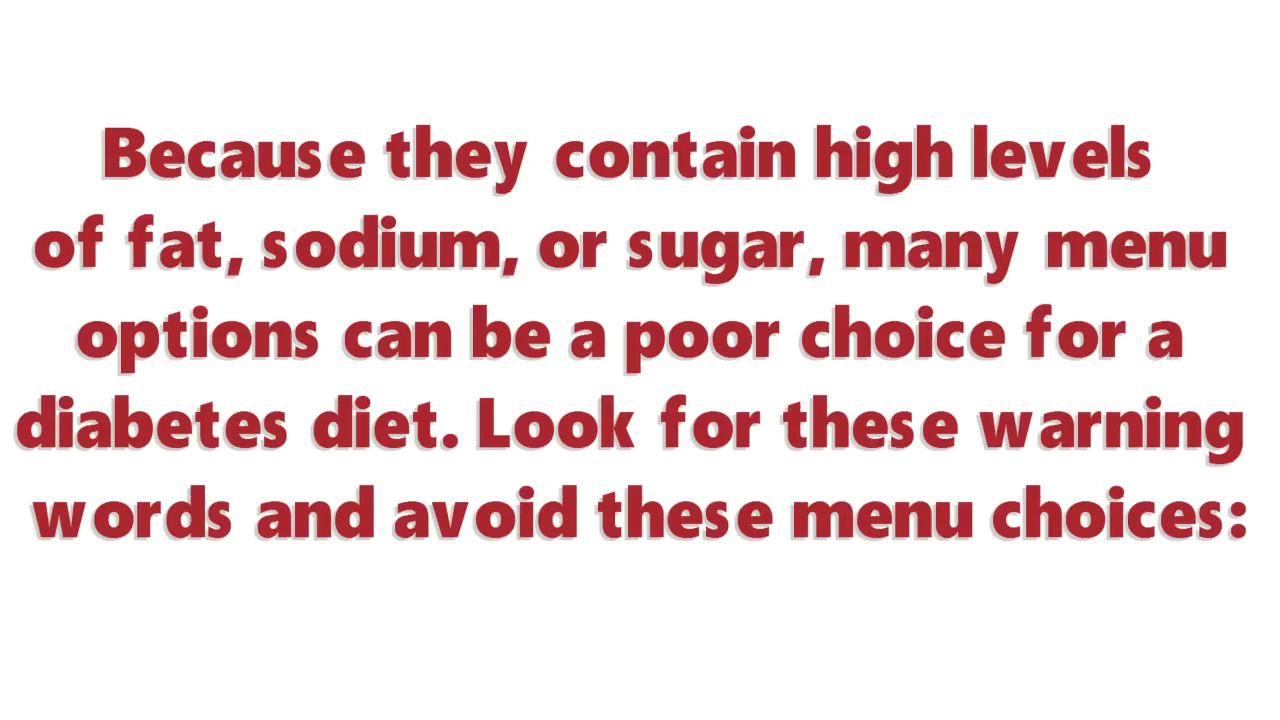 Because they contain high levels
of fat, sodium, or sugar, many menu
options can be a poor choice for a
diabetes diet. Look for these warning
words and avoid these menu choices: